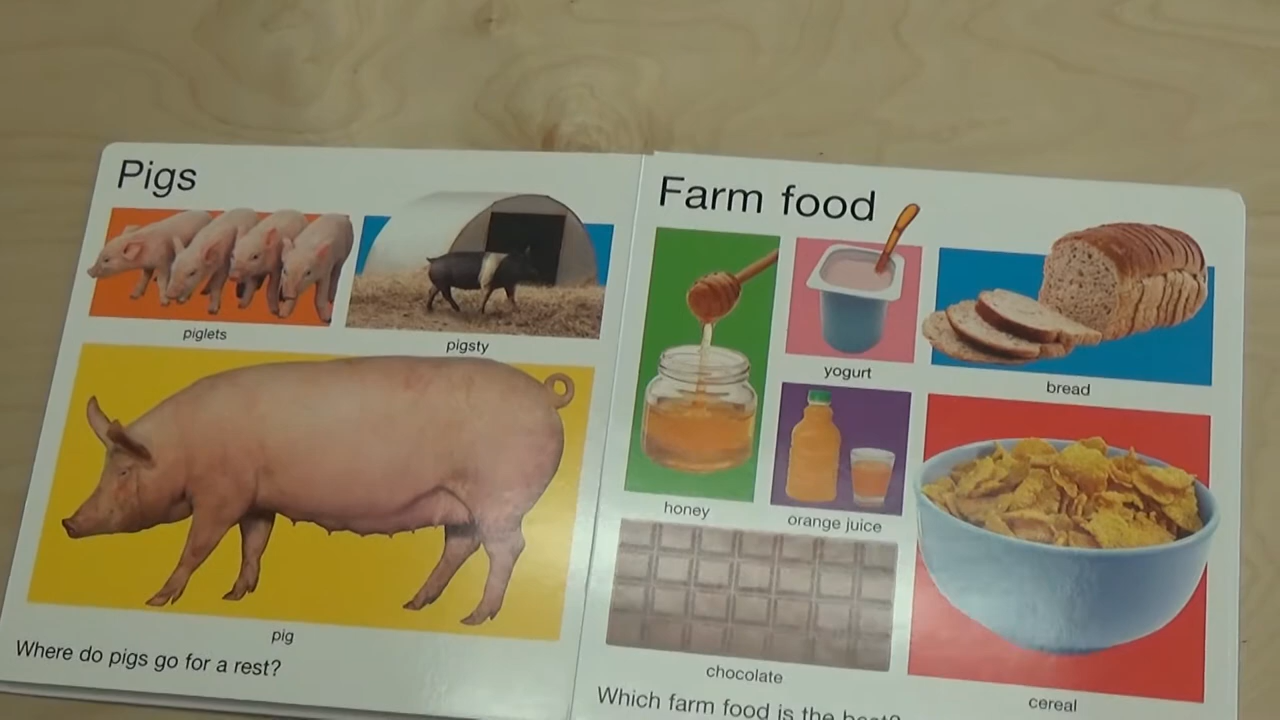 Pigs
piglets
pigsty
pig
Where do pigs go for a rest?
Farm food
honey
yogurt
bread
orange juice
chocolate
cereal
Which farm food is the best?